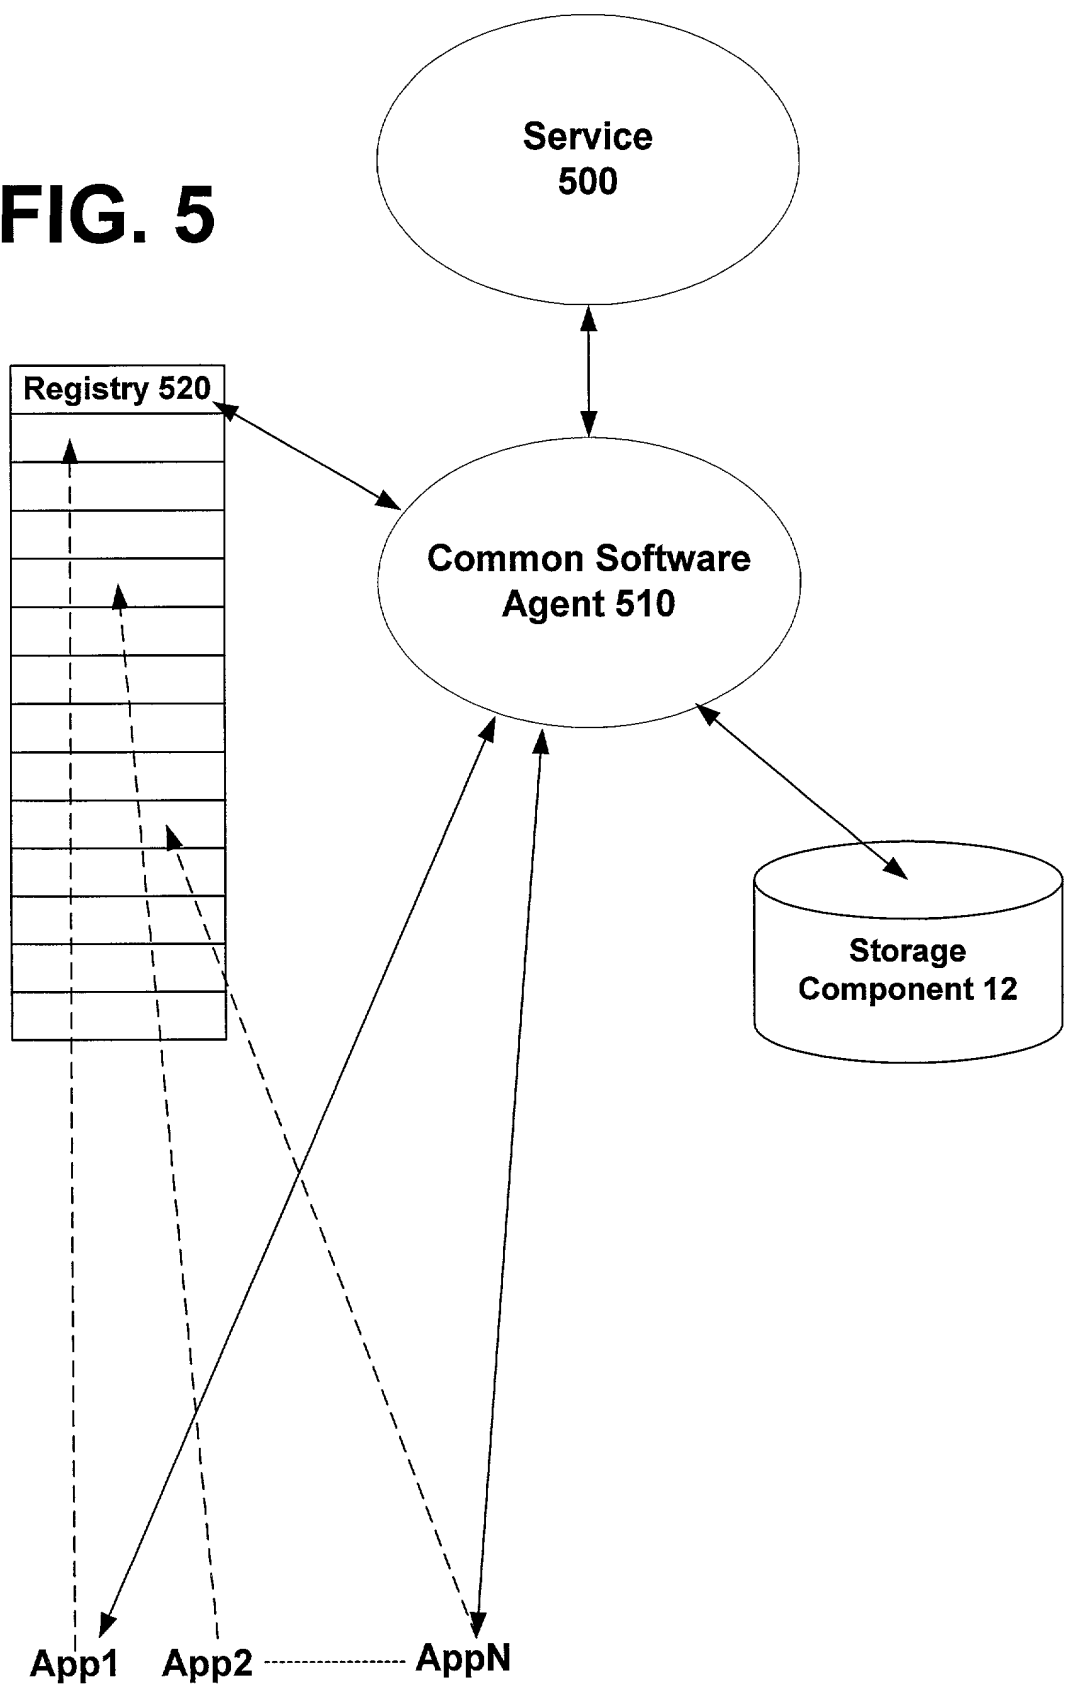 Service
500
FIG. 5
Registry 520
Common Software
Agent 510
Storage
Component 12
App1 App2 AppN